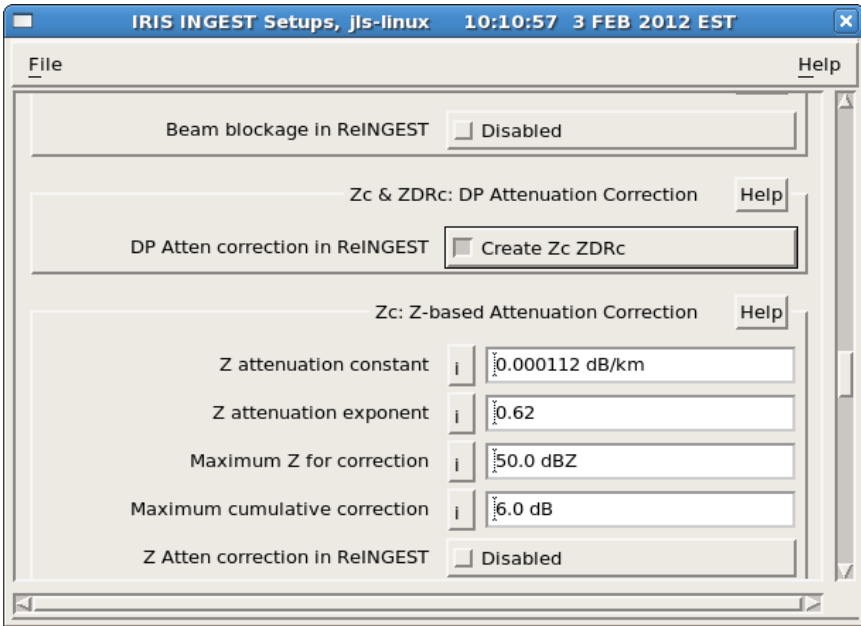 IRIS INGEST Setups, jls-linux 10:10:57 3 FEB 2012 EST
File Help
Beam blockage in ReINGEST Disabled
Zc & ZDRc: DP Attenuation Correction Help
DP Atten correction in ReINGEST Create Zc ZDRc
Zc: Z-based Attenuation Correction Help
Z attenuation constant i 0.000112 dB/km
Z attenuation exponent i 0.62
Maximum Z for correction i 50.0 dBZ
Maximum cumulative correction i 6.0 dB
Z Atten correction in ReINGEST Disabled